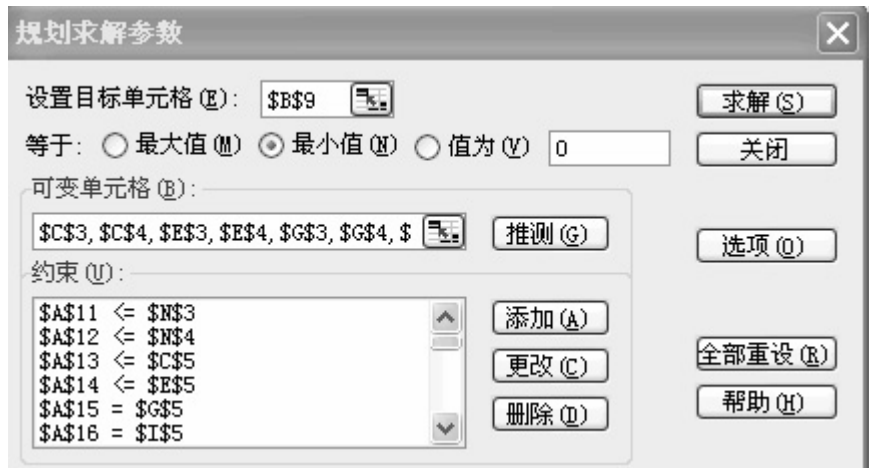 规划求解参数
设置目标单元格(E): $B$9
求解(S)
等于: 最大值(M) 最小值(N) 值为(V) 0
关闭
可变单元格(B):
$C$3,$C$4,$E$3,$E$4,$G$3,$G$4,$
推测(G)
选项(O)
约束(U):
$A$11 <= $N$3
$A$12 <= $N$4
$A$13 <= $C$5
$A$14 <= $E$5
$A$15 = $G$5
$A$16 = $I$5
添加(A)
更改(C)
删除(D)
全部重设(R)
帮助(H)